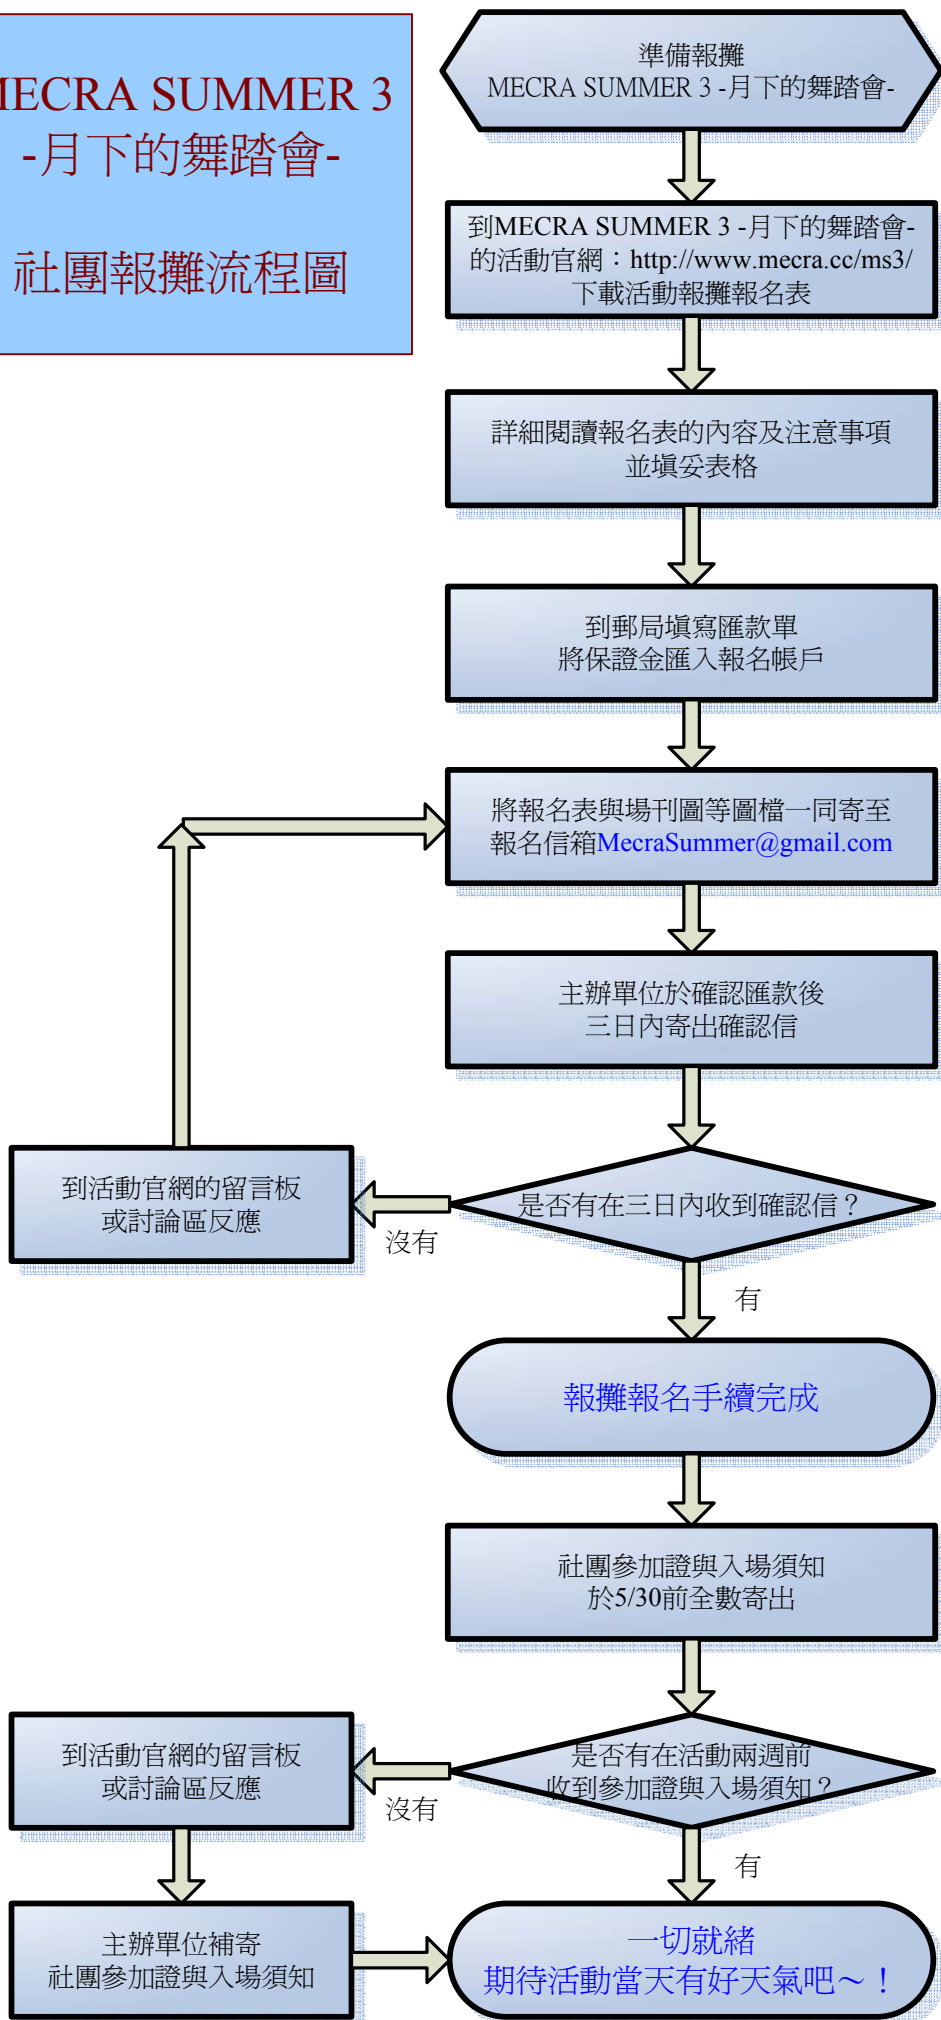 MECRA SUMMER 3
-月下的舞踏會-
社團報攤流程圖
準備報攤
MECRA SUMMER 3 -月下的舞踏會-
到MECRA SUMMER 3 -月下的舞踏會-
的活動官網：http://www.mecra.cc/ms3/
下載活動報攤報名表
詳細閱讀報名表的內容及注意事項
並填妥表格
到郵局填寫匯款單
將保證金匯入報名帳戶
將報名表與場刊圖等圖檔一同寄至
報名信箱MecraSummer@gmail.com
主辦單位於確認匯款後
三日內寄出確認信
是否有在三日內收到確認信？
沒有
到活動官網的留言板
或討論區反應
有
報攤報名手續完成
社團參加證與入場須知
於5/30前全數寄出
是否有在活動兩週前
收到參加證與入場須知？
沒有
到活動官網的留言板
或討論區反應
有
主辦單位補寄
社團參加證與入場須知
一切就緒
期待活動當天有好天氣吧～！